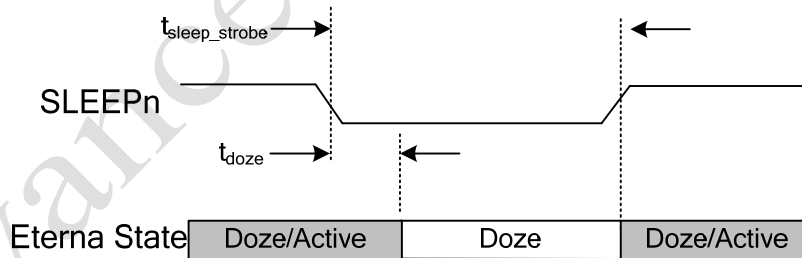 tsleep_strobe
SLEEPn
tdoze
Eterna State Doze/Active Doze Doze/Active